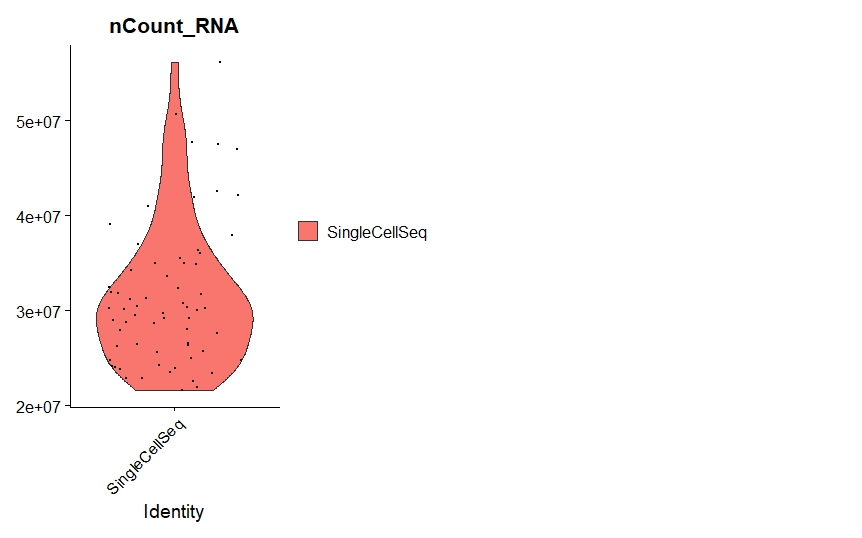 nCount_RNA
5e+07
4e+07
3e+07
2e+07
SingleCellSeq
SingleCellSeq
Identity